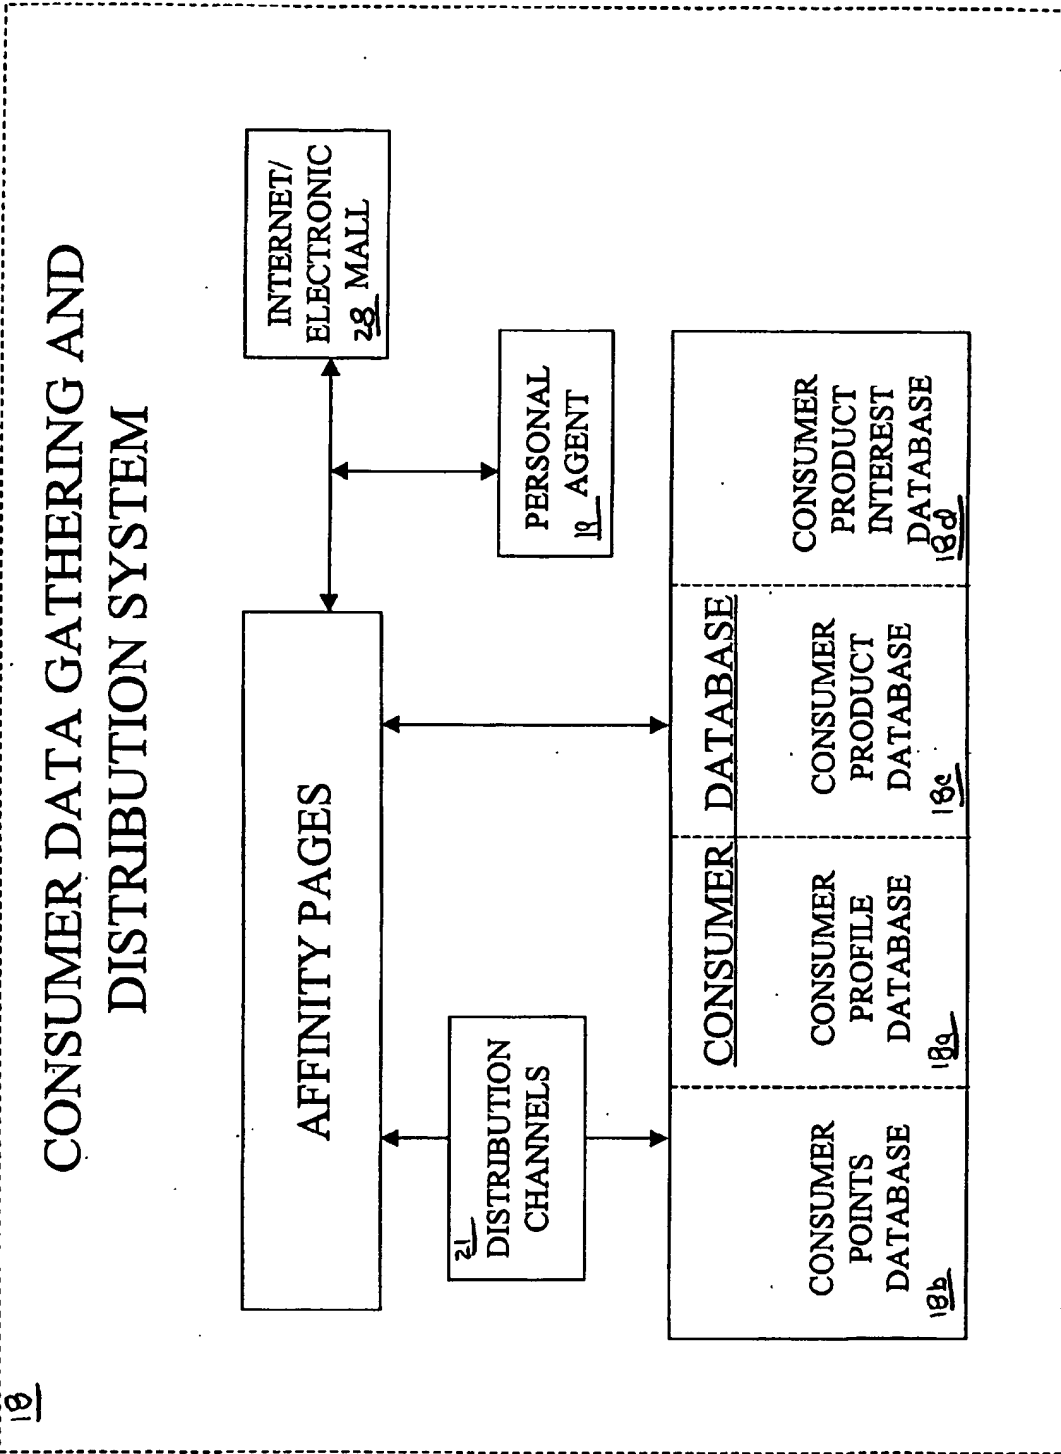 18
CONSUMER DATA GATHERING AND
DISTRIBUTION SYSTEM
AFFINITY PAGES
INTERNET/
ELECTRONIC
28 MALL
21
DISTRIBUTION
CHANNELS
PERSONAL
19 AGENT
CONSUMER DATABASE
CONSUMER
POINTS
DATABASE
18b
CONSUMER
PROFILE
DATABASE
18a
CONSUMER
PRODUCT
DATABASE
18c
CONSUMER
PRODUCT
INTEREST
DATABASE
18d